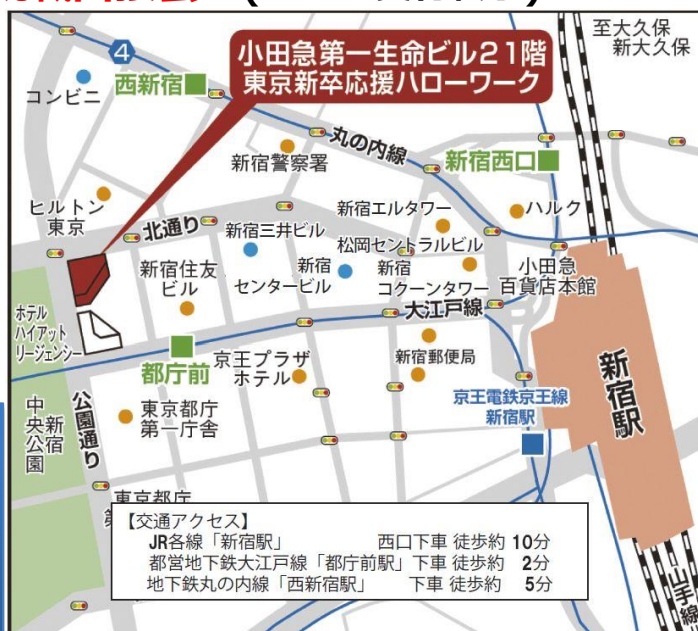 至大久保
新大久保
4
小田急第一生命ビル21階
東京新卒応援ハローワーク
コンビニ
西新宿
丸の内線
新宿警察署
新宿西口
ヒルトン
東京
北通り
新宿エルタワー
ハルク
新宿三井ビル
松岡セントラルビル
新宿住友
ビル
新宿
センタービル
新宿
コクーンタワー
小田急
百貨店本館
ホテル
ハイアット
リージェンシー
大江戸線
都庁前
京王プラザ
ホテル
新宿郵便局
新宿駅
京王電鉄京王線
新宿駅
新宿
中央公園
公園通り
東京都庁
第一庁舎
東京都庁
【交通アクセス】
JR各線「新宿駅」 西口下車 徒歩約 10分
都営地下鉄大江戸線「都庁前駅」下車 徒歩約 2分
地下鉄丸の内線「西新宿駅」 下車 徒歩約 5分
山手線